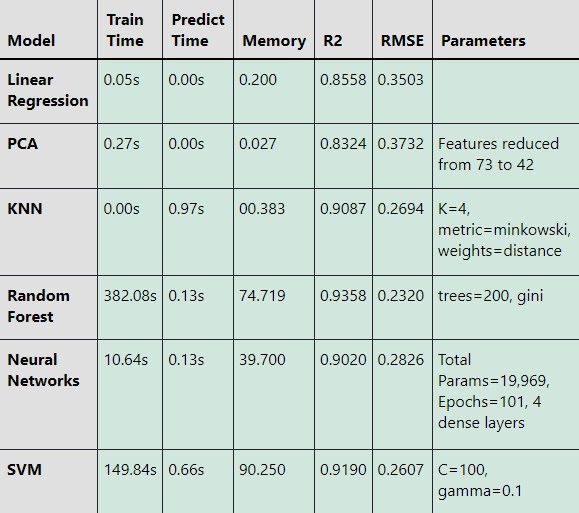 Model Train Time Predict Time Memory R2 RMSE Parameters
Linear Regression 0.05s 0.00s 0.200 0.8558 0.3503
PCA 0.27s 0.00s 0.027 0.8324 0.3732 Features reduced from 73 to 42
KNN 0.00s 0.97s 00.383 0.9087 0.2694 K=4, metric=minkowski, weights=distance
Random Forest 382.08s 0.13s 74.719 0.9358 0.2320 trees=200, gini
Neural Networks 10.64s 0.13s 39.700 0.9020 0.2826 Total Params=19,969, Epochs=101, 4 dense layers
SVM 149.84s 0.66s 90.250 0.9190 0.2607 C=100, gamma=0.1